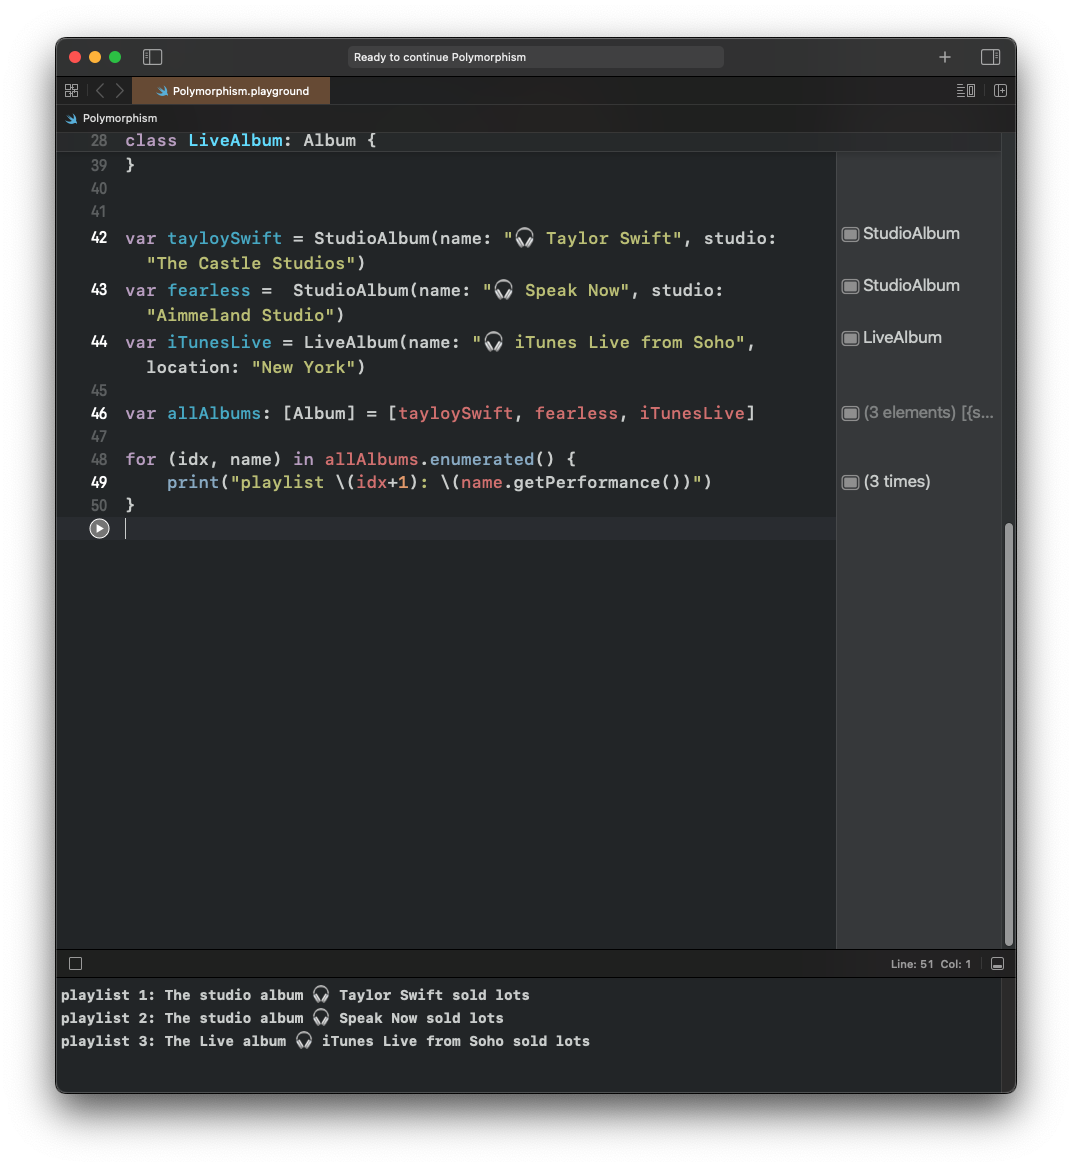 Ready to continue Polymorphism
Polymorphism.playground
Polymorphism
28 class LiveAlbum: Album {
39 }
40
41
42 var tayloySwift = StudioAlbum(name: "🎧 Taylor Swift", studio:
"The Castle Studios")
StudioAlbum
43 var fearless =  StudioAlbum(name: "🎧 Speak Now", studio:
"Aimmeland Studio")
StudioAlbum
44 var iTunesLive = LiveAlbum(name: "🎧 iTunes Live from Soho",
location: "New York")
LiveAlbum
45
46 var allAlbums: [Album] = [tayloySwift, fearless, iTunesLive]
(3 elements) [{s...
47
48 for (idx, name) in allAlbums.enumerated() {
49     print("playlist \(idx+1): \(name.getPerformance())")
(3 times)
50 }
Line: 51 Col: 1
playlist 1: The studio album 🎧 Taylor Swift sold lots
playlist 2: The studio album 🎧 Speak Now sold lots
playlist 3: The Live album 🎧 iTunes Live from Soho sold lots